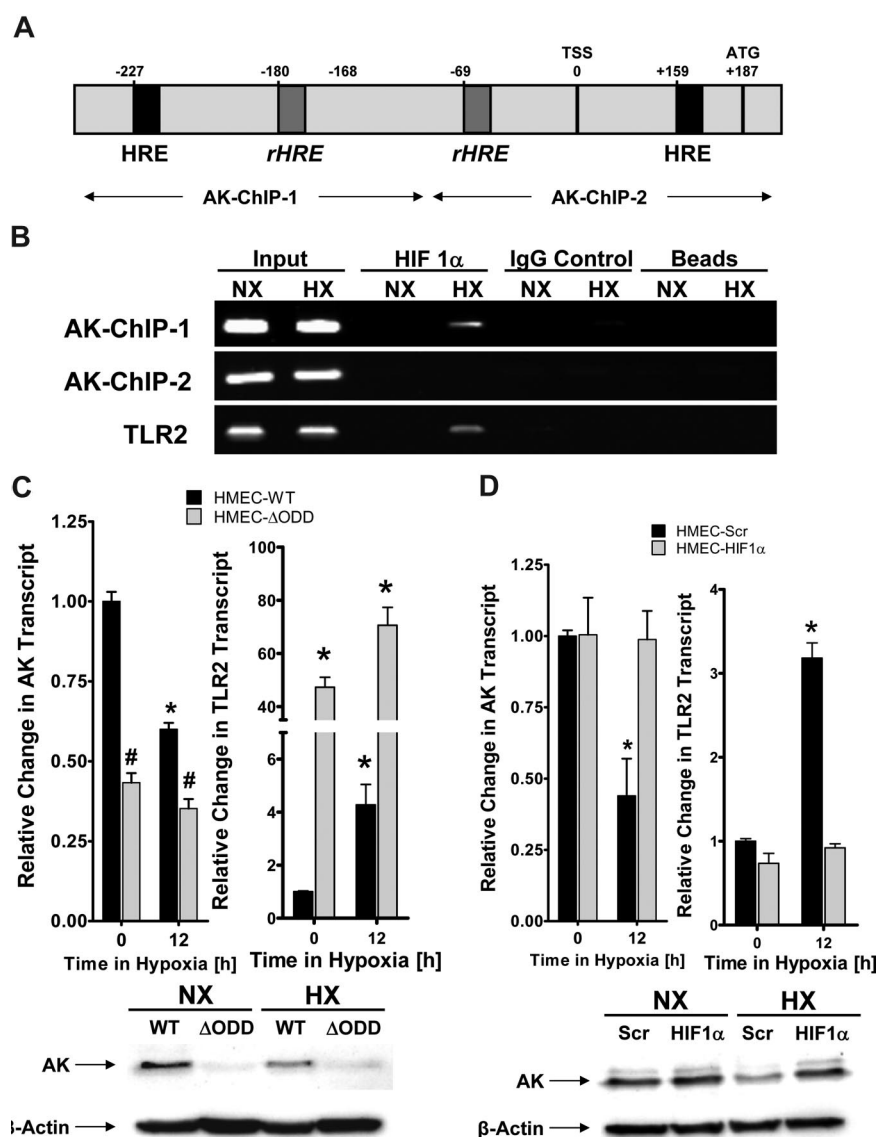 A
TSS ATG
-227 -180 -168 -69 0 +159 +187
HRE rHRE rHRE HRE
AK-ChIP-1 AK-ChIP-2
B
Input HIF 1α IgG Control Beads
NX HX NX HX NX HX NX HX
AK-ChIP-1
AK-ChIP-2
TLR2
C
HMEC-WT
HMEC-ΔODD
Relative Change in AK Transcript
1.25
1.00
0.75
0.50
0.25
0.00
# * #
0 12
Time in Hypoxia [h]
Relative Change in TLR2 Transcript
100
80
60
40
6
4
2
0
* * *
0 12
Time in Hypoxia [h]
NX HX
WT ΔODD WT ΔODD
AK
β-Actin
D
HMEC-Scr
HMEC-HIF1α
Relative Change in AK Transcript
1.25
1.00
0.75
0.50
0.25
0.00
*
0 12
Time in Hypoxia [h]
Relative Change in TLR2 Transcript
4
3
2
1
0
*
0 12
Time in Hypoxia [h]
NX HX
Scr HIF1α Scr HIF1α
AK
β-Actin